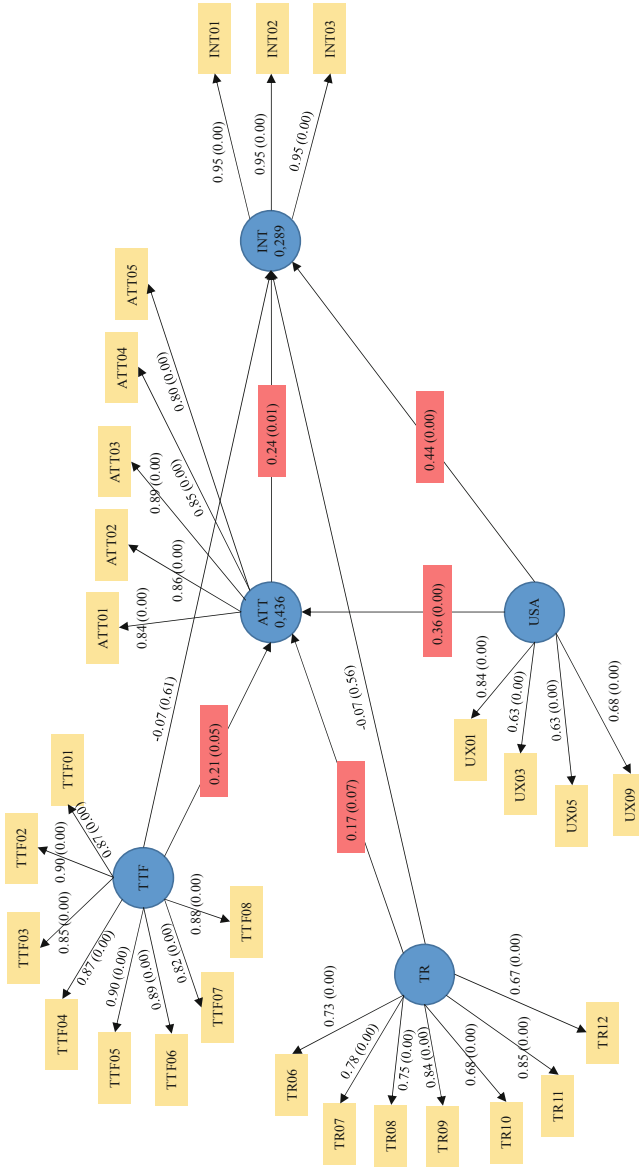 INT01
INT02
INT03
0.95 (0.00)
0.95 (0.00)
0.95 (0.00)
INT
0,289
ATT01
ATT02
ATT03
ATT04
ATT05
0.84 (0.00)
0.86 (0.00)
0.89 (0.00)
0.85 (0.00)
0.80 (0.00)
ATT
0,436
0.24 (0.01)
0.44 (0.00)
0.36 (0.00)
-0.07 (0.61)
0.21 (0.05)
0.17 (0.07)
-0.07 (0.56)
USA
0.84 (0.00)
0.63 (0.00)
0.63 (0.00)
0.68 (0.00)
UX01
UX03
UX05
UX09
TTF
TTF01
TTF02
TTF03
TTF04
TTF05
TTF06
TTF07
TTF08
0.87 (0.00)
0.90 (0.00)
0.85 (0.00)
0.87 (0.00)
0.90 (0.00)
0.89 (0.00)
0.82 (0.00)
0.88 (0.00)
TR
0.73 (0.00)
0.78 (0.00)
0.75 (0.00)
0.84 (0.00)
0.68 (0.00)
0.85 (0.00)
0.67 (0.00)
TR06
TR07
TR08
TR09
TR10
TR11
TR12